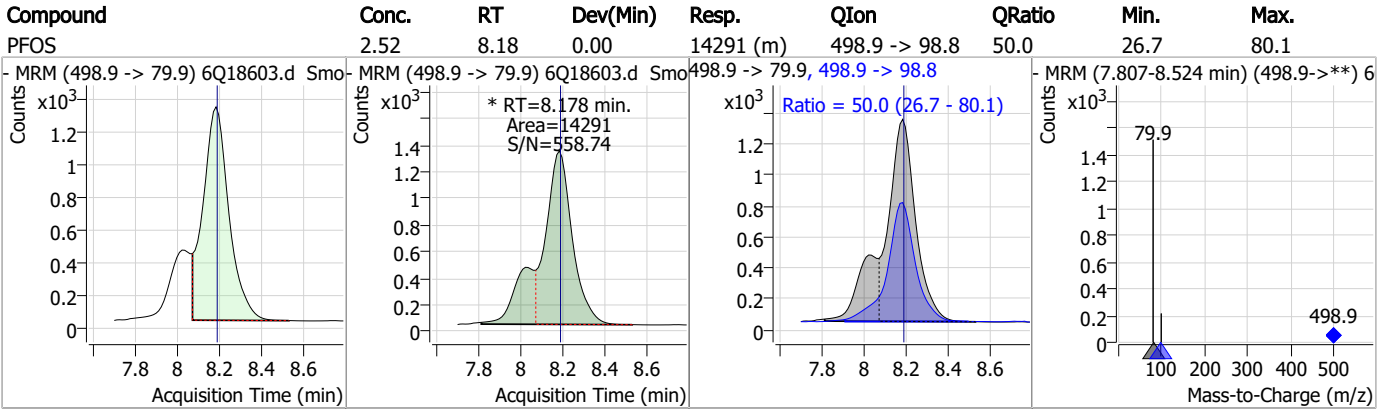 Compound Conc. RT Dev(Min) Resp. QIon QRatio Min. Max.
PFOS 2.52 8.18 0.00 14291 (m) 498.9 -> 98.8 50.0 26.7 80.1
- MRM (498.9 -> 79.9) 6Q18603.d Smo
Counts
x10³
1.2
1
0.8
0.6
0.4
0.2
0
7.8 8 8.2 8.4 8.6
Acquisition Time (min)
- MRM (498.9 -> 79.9) 6Q18603.d Smo
Counts
x10³
* RT=8.178 min.
Area=14291
S/N=558.74
1.4
1.2
1
0.8
0.6
0.4
0.2
0
7.8 8 8.2 8.4 8.6
Acquisition Time (min)
498.9 -> 79.9, 498.9 -> 98.8
Counts
x10³
Ratio = 50.0 (26.7 - 80.1)
1.2
1
0.8
0.6
0.4
0.2
0
7.8 8 8.2 8.4 8.6
Acquisition Time (min)
- MRM (7.807-8.524 min) (498.9->**) 6
Counts
x10³
79.9
1.4
1.2
1
0.8
0.6
0.4
0.2
0
498.9
100 200 300 400 500
Mass-to-Charge (m/z)